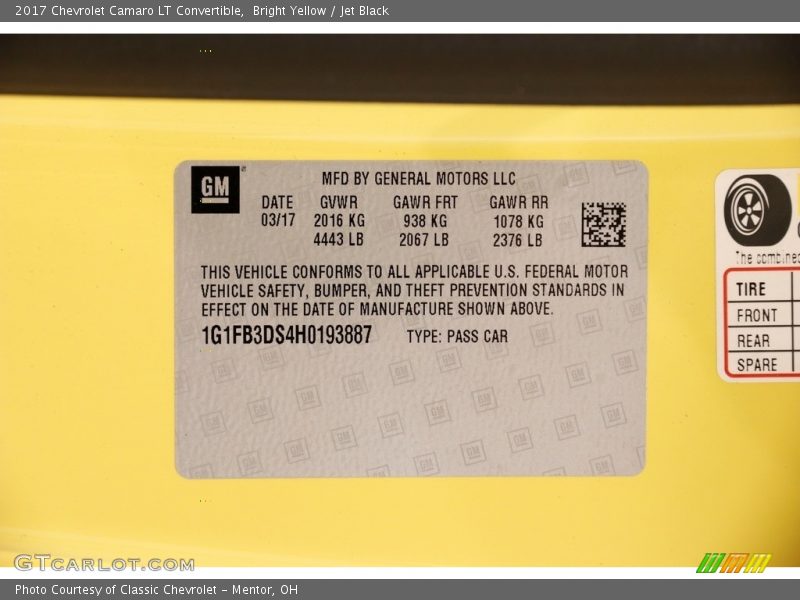 2017 Chevrolet Camaro LT Convertible, Bright Yellow / Jet Black
GM
MFD BY GENERAL MOTORS LLC
DATE GVWR GAWR FRT GAWR RR
03/17 2016 KG 938 KG 1078 KG
4443 LB 2067 LB 2376 LB
THIS VEHICLE CONFORMS TO ALL APPLICABLE U.S. FEDERAL MOTOR
VEHICLE SAFETY, BUMPER, AND THEFT PREVENTION STANDARDS IN
EFFECT ON THE DATE OF MANUFACTURE SHOWN ABOVE.
1G1FB3DS4H0193887 TYPE: PASS CAR
The combined
TIRE
FRONT
REAR
SPARE
GTCARLOT.COM
Photo Courtesy of Classic Chevrolet - Mentor, OH